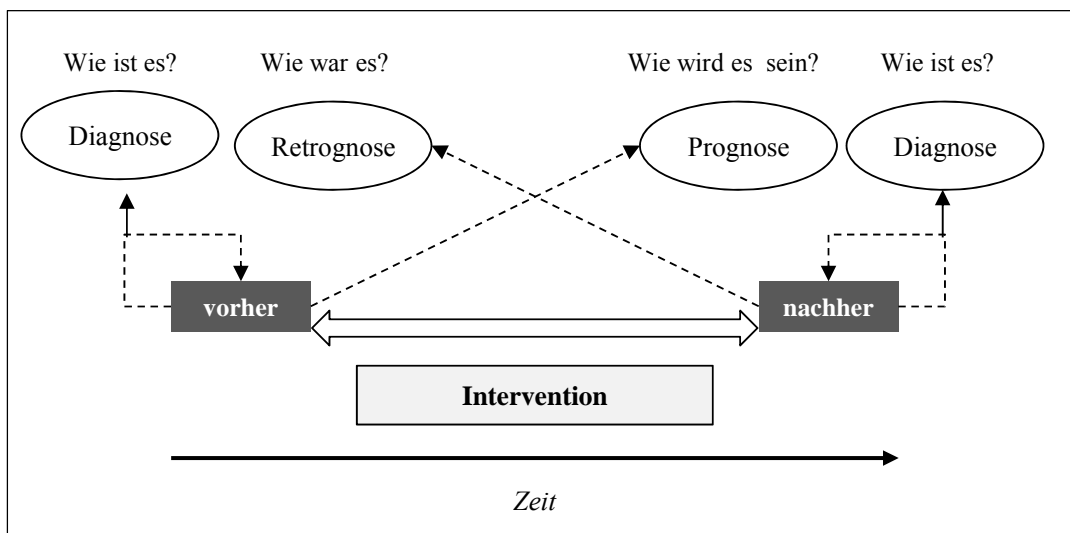 Wie ist es?
Wie war es?
Wie wird es sein?
Wie ist es?
Diagnose
Retrognose
Prognose
Diagnose
vorher
nachher
Intervention
Zeit